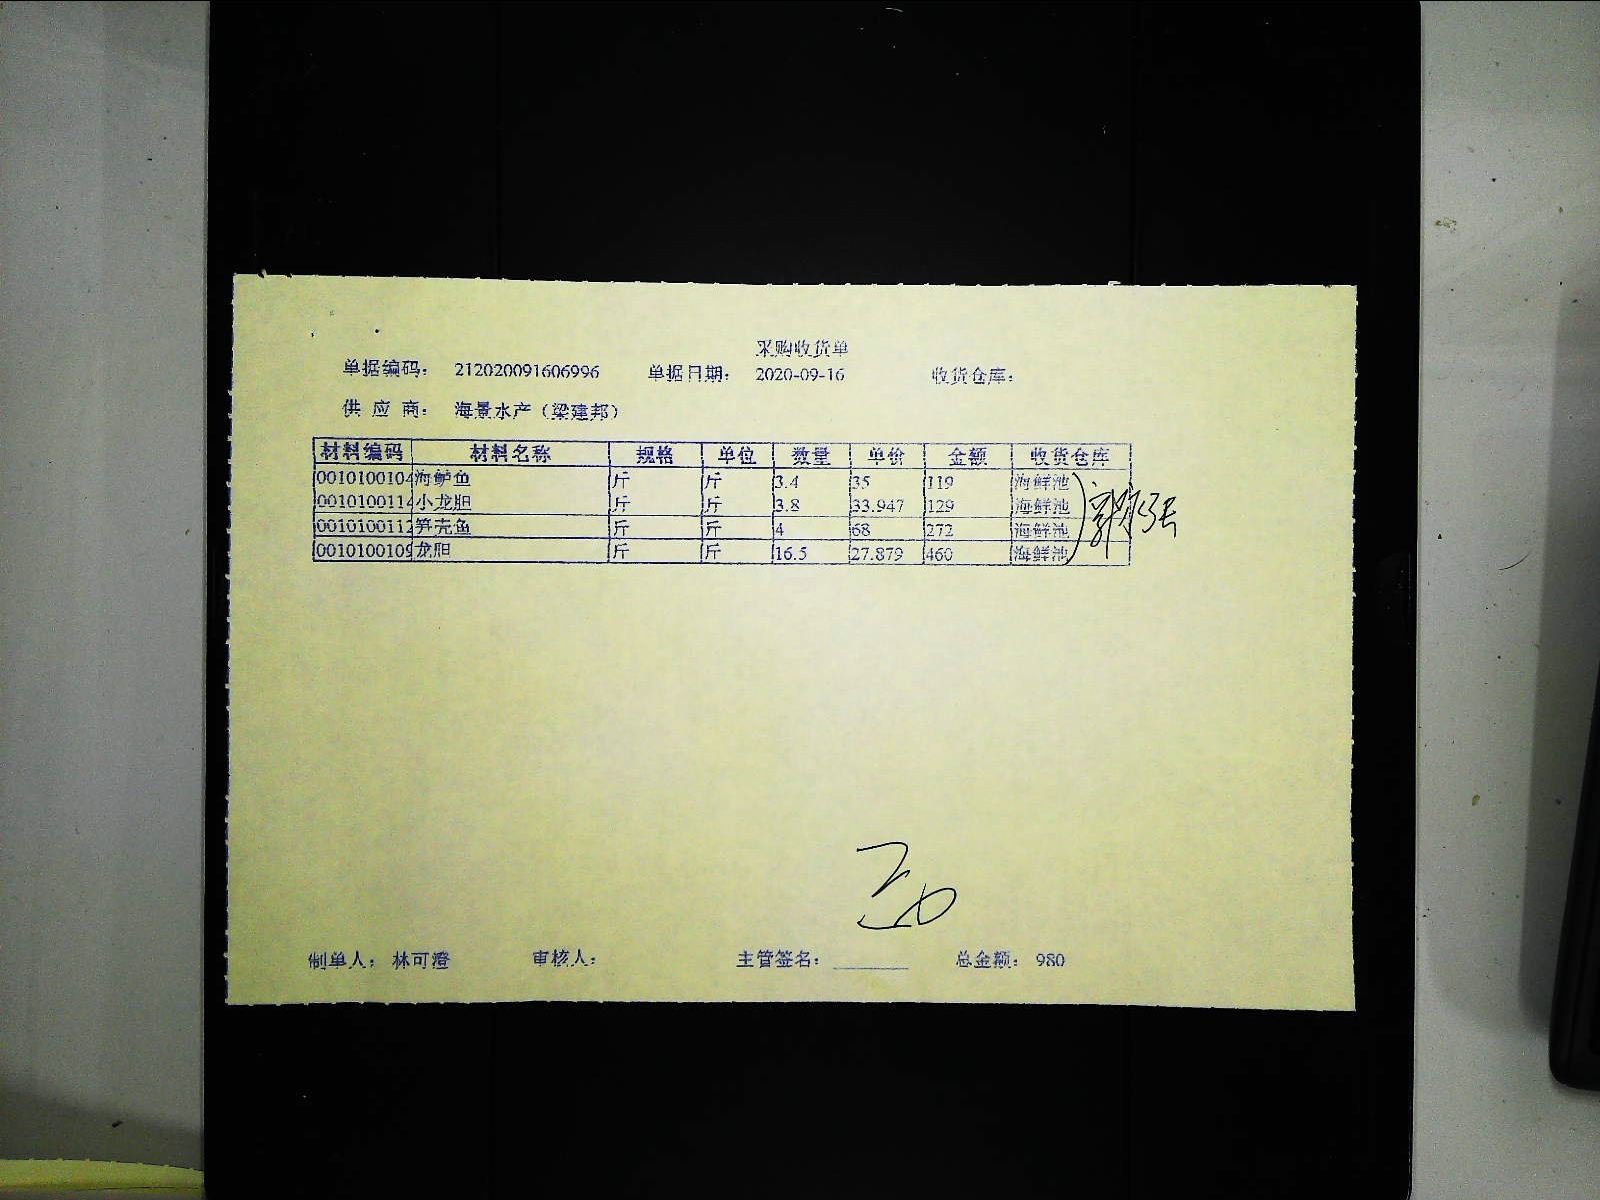 采购收货单
单据编码： 212020091606996 单据日期： 2020-09-16 收货仓库：
供 应 商： 海景水产（梁建邦）
材料编码 材料名称 规格 单位 数量 单价 金额 收货仓库
0010100104 海鲈鱼 斤 斤 3.4 35 119 海鲜池
0010100114 小龙胆 斤 斤 3.8 33.947 129 海鲜池
0010100112 笋壳鱼 斤 斤 4 68 272 海鲜池
0010100109 龙胆 斤 斤 16.5 27.879 460 海鲜池
制单人： 林可澄 审核人： 主管签名： 总金额： 980